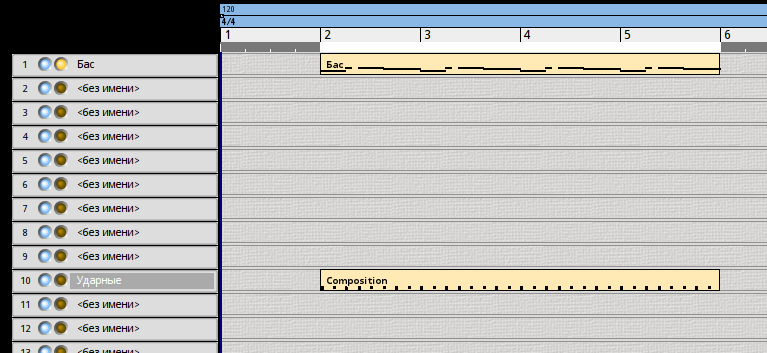 120
4/4
1 2 3 4 5 6
1 Бас Бас
2 <без имени>
3 <без имени>
4 <без имени>
5 <без имени>
6 <без имени>
7 <без имени>
8 <без имени>
9 <без имени>
10 Ударные Composition
11 <без имени>
12 <без имени>
13 <без имени>